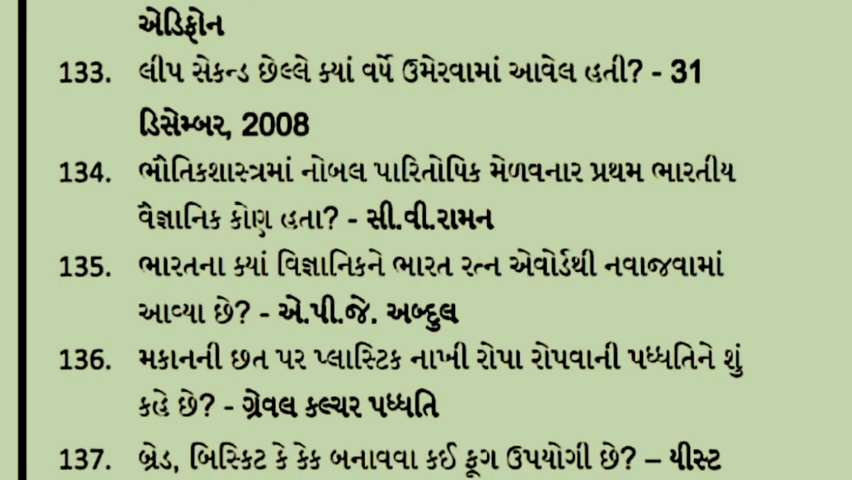 એડિફોન
133. લીપ સેકન્ડ છેલ્લે ક્યાં વર્ષે ઉમેરવામાં આવેલ હતી? - 31
ડિસેમ્બર, 2008
134. ભૌતિકશાસ્ત્રમાં નોબલ પારિતોષિક મેળવનાર પ્રથમ ભારતીય
વૈજ્ઞાનિક કોણ હતા? - સી.વી.રામન
135. ભારતના ક્યાં વિજ્ઞાનિકને ભારત રત્ન એવોર્ડથી નવાજવામાં
આવ્યા છે? - એ.પી.જે. અબ્દુલ
136. મકાનની છત પર પ્લાસ્ટિક નાખી રોપા રોપવાની પધ્ધતિને શું
કહે છે? - ગ્રેવલ કલ્ચર પધ્ધતિ
137. બ્રેડ, બિસ્કિટ કે કેક બનાવવા કઈ ફૂગ ઉપયોગી છે? – યીસ્ટ